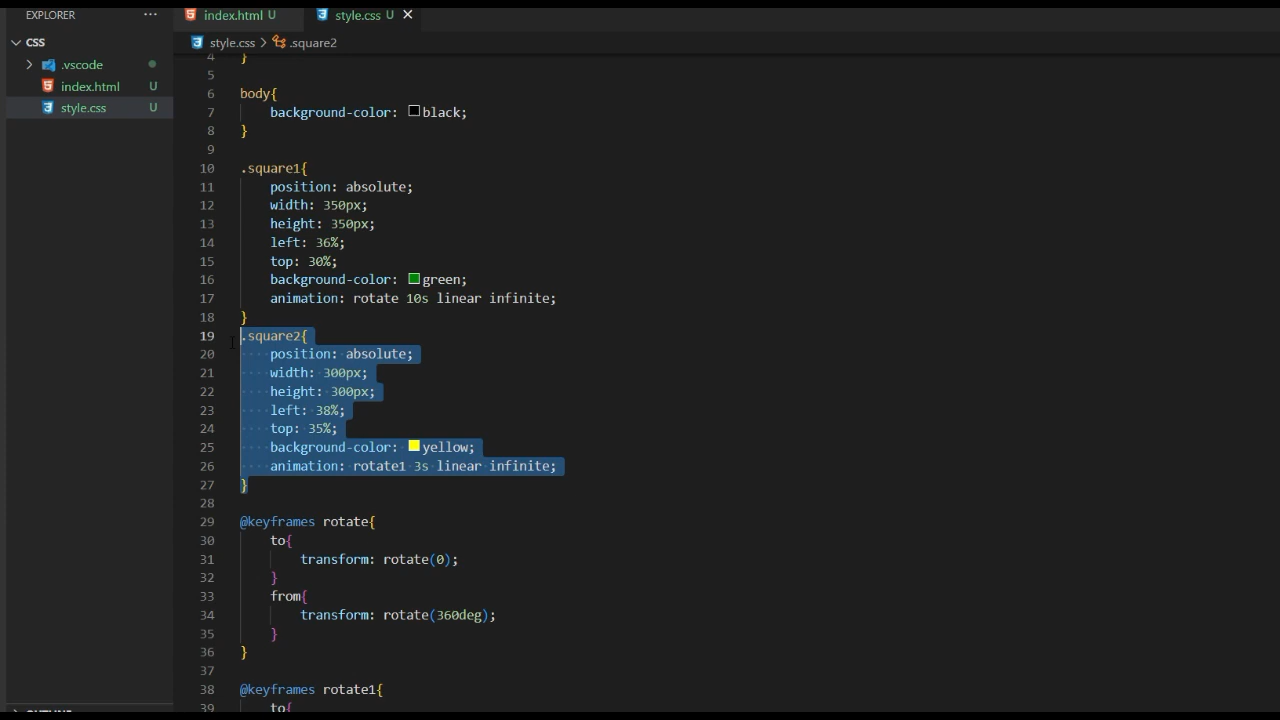 EXPLORER
index.html U
style.css U
CSS
style.css > .square2
.vscode
index.html U
style.css U
4 }
5
6 body{
7 background-color: black;
8 }
9
10 .square1{
11 position: absolute;
12 width: 350px;
13 height: 350px;
14 left: 36%;
15 top: 30%;
16 background-color: green;
17 animation: rotate 10s linear infinite;
18 }
19 .square2{
20 position: absolute;
21 width: 300px;
22 height: 300px;
23 left: 38%;
24 top: 35%;
25 background-color: yellow;
26 animation: rotate1 3s linear infinite;
27 }
28
29 @keyframes rotate{
30 to{
31 transform: rotate(0);
32 }
33 from{
34 transform: rotate(360deg);
35 }
36 }
37
38 @keyframes rotate1{
39 to{
OUTLINE